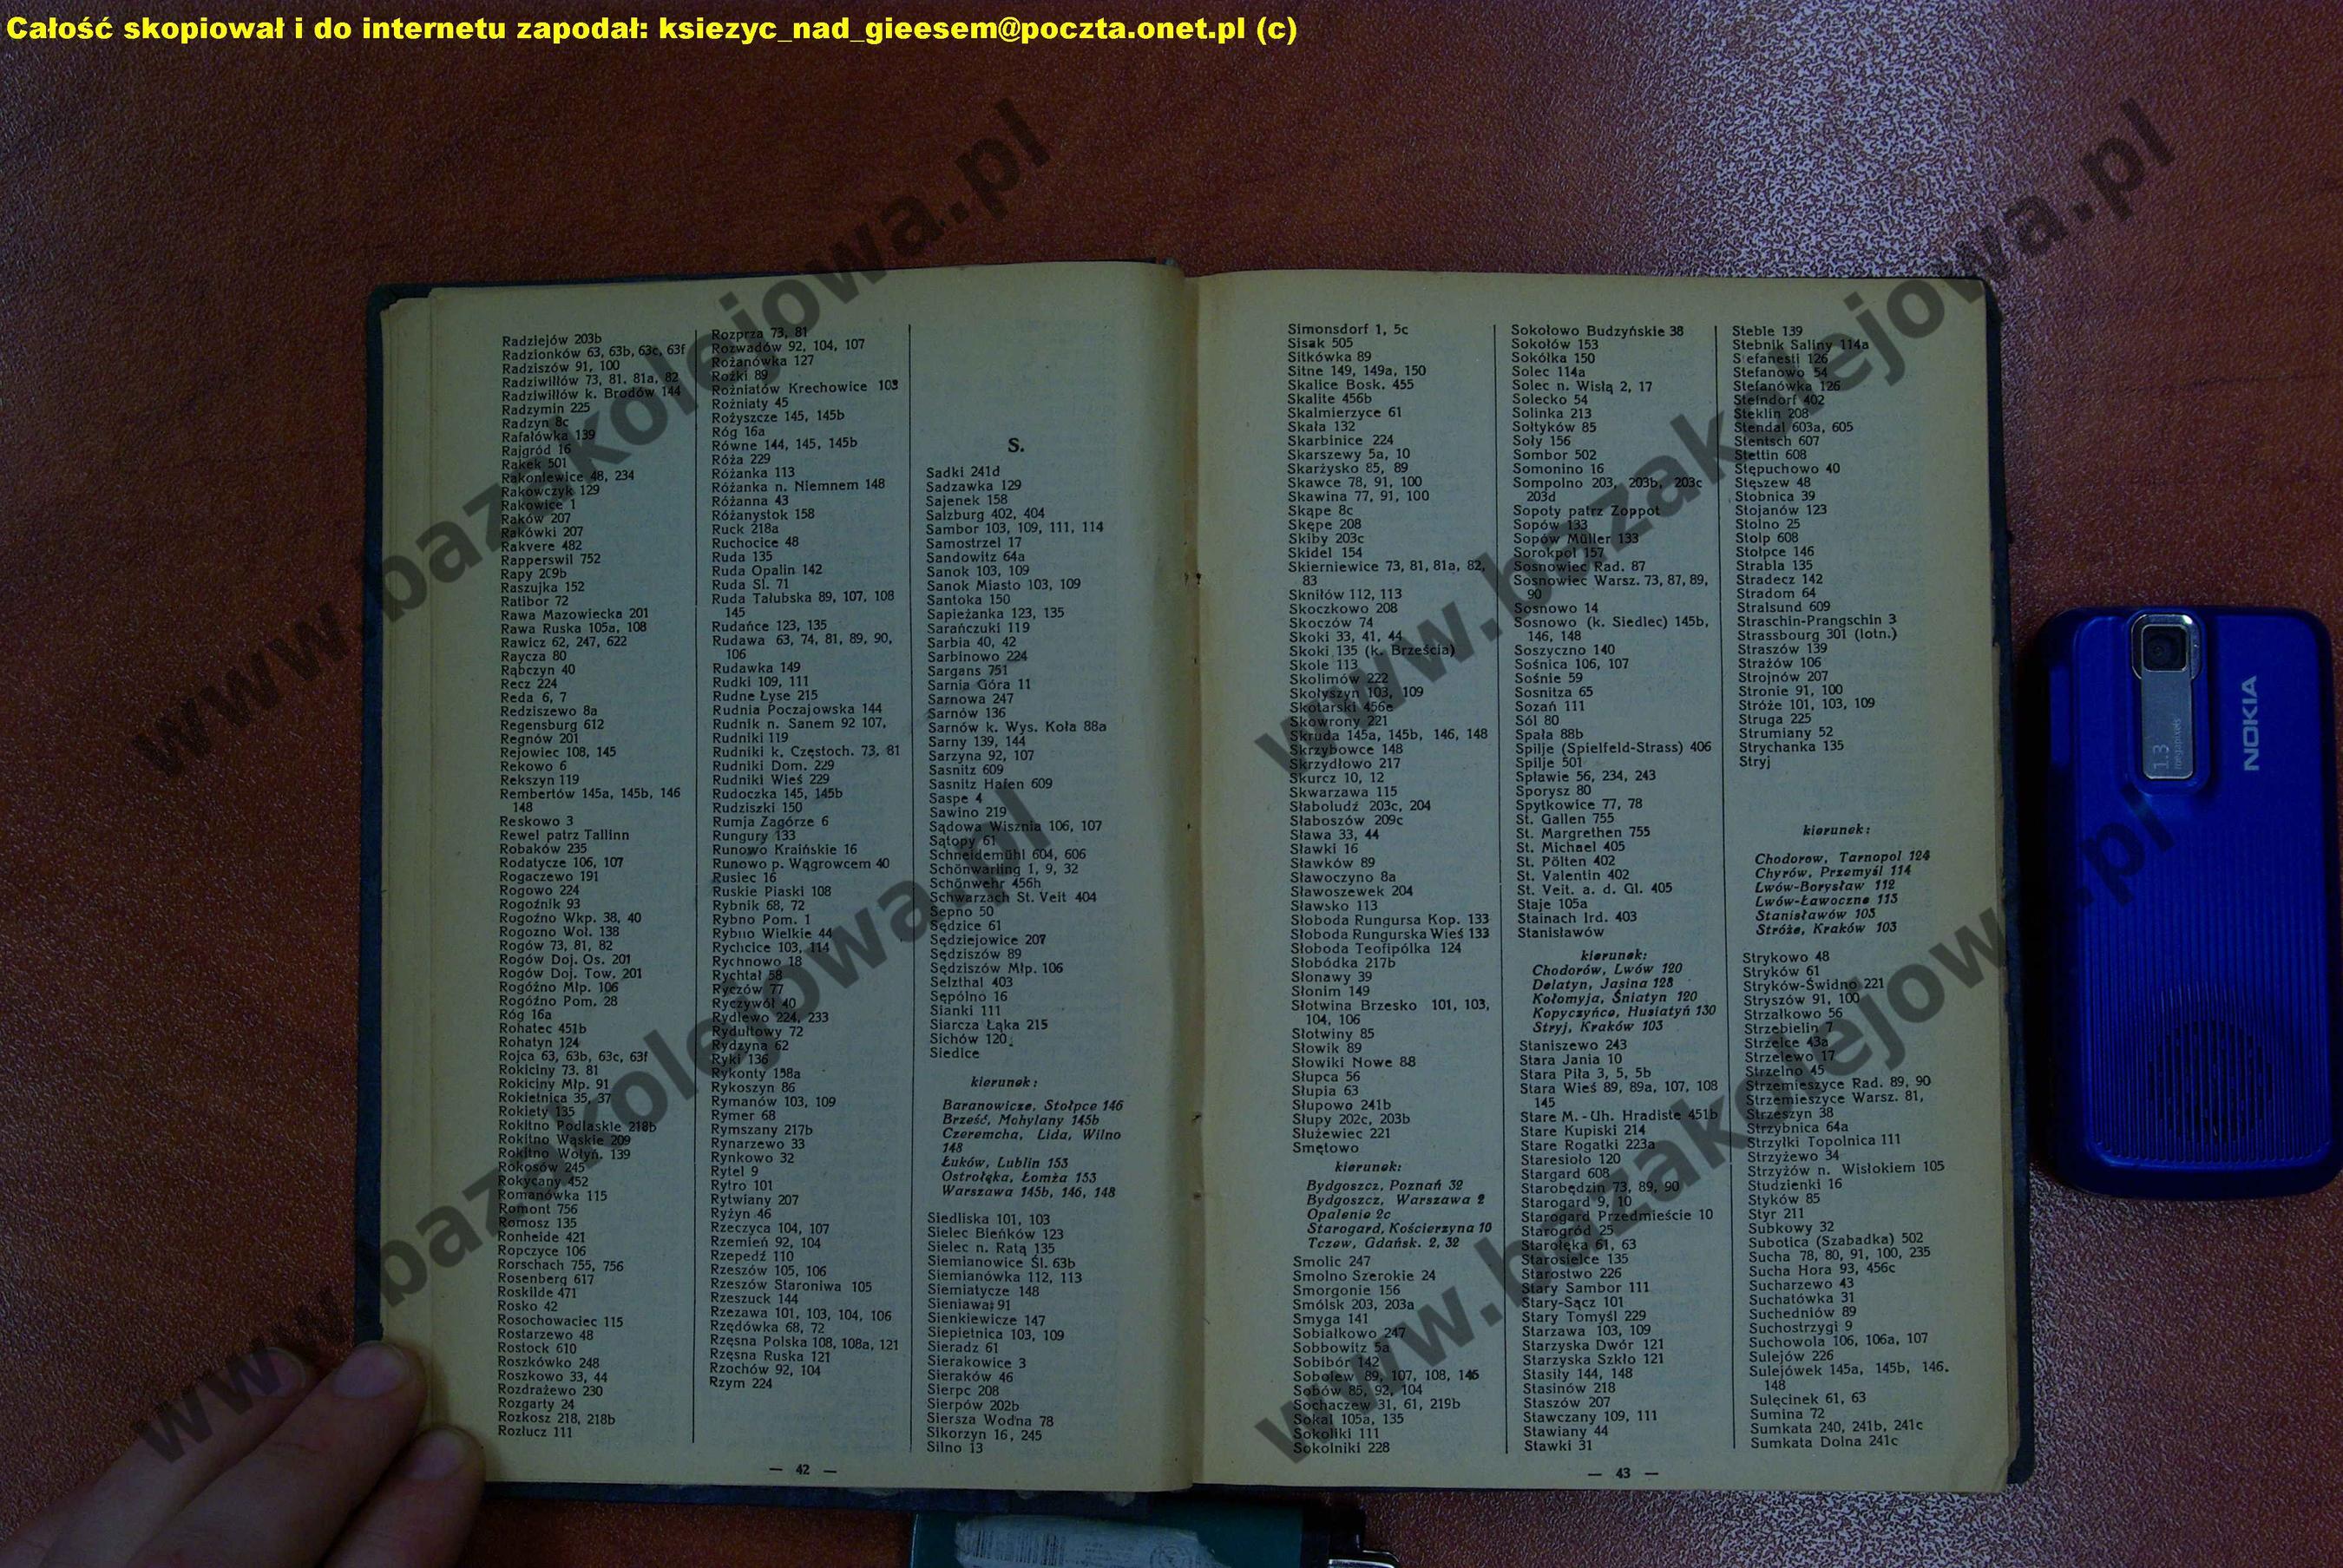 Całość skopiował i do internetu zapodał: ksiezyc_nad_gieesem@poczta.onet.pl (c)
Radziejów 203b
Radzionków 63, 63b, 63c, 63f
Radziszów 91, 100
Radziwiłłów 73, 81, 81a, 82
Radziwiłłów k. Brodów 144
Radzymin 225
Radzyn 8c
Rafałówka 139
Rajgród 16
Rakek 501
Rakoniewice 48, 234
Rakowczyk 129
Rakowice 1
Raków 207
Rakówki 207
Rakvere 482
Rapperswil 752
Rapy 209b
Raszujka 152
Ratibor 72
Rawa Mazowiecka 201
Rawa Ruska 105a, 108
Rawicz 62, 247, 622
Raycza 80
Rąbczyn 40
Recz 224
Reda 6, 7
Redziszewo 8a
Regensburg 612
Regnów 201
Rejowiec 108, 145
Rekowo 6
Rekszyn 119
Rembertów 145a, 145b, 146
148
Reskowo 3
Rewel patrz Tallinn
Robaków 235
Rodatycze 106, 107
Rogaczewo 191
Rogowo 224
Rogoźnik 93
Rogoźno Wkp. 38, 40
Rogozno Woł. 138
Rogów 73, 81, 82
Rogów Doj. Os. 201
Rogów Doj. Tow. 201
Rogóźno Młp. 106
Rogóźno Pom. 28
Róg 16a
Rohatec 451b
Rohatyn 124
Rojca 63, 63b, 63c, 63f
Rokiciny 73. 81
Rokiciny Młp. 91
Rokietnica 35, 37
Rokiety 135
Rokitno Podlaskie 218b
Rokitno Wąskie 209
Rokitno Wołyń. 139
Rokosów 245
Rokycany 452
Romanówka 115
Romont 756
Romosz 135
Ronheide 421
Ropczyce 106
Rorschach 755, 756
Rosenberg 617
Roskilde 471
Rosko 42
Rosochowaciec 115
Rostarzewo 48
Rostock 610
Roszkówko 248
Roszkowo 33, 44
Rozdrażewo 230
Rozgarty 24
Rozkosz 218, 218b
Rozłucz 111
Rozprza 73, 81
Rozwadów 92, 104, 107
Rożanówka 127
Rożki 89
Rożniatów Krechowice 103
Rożniaty 45
Rożyszcze 145, 145b
Róg 16a
Równe 144, 145, 145b
Róża 229
Różanka 113
Różanka n. Niemnem 148
Różanna 43
Różanystok 158
Ruck 218a
Ruchocice 48
Ruda 135
Ruda Opalin 142
Ruda Sl. 71
Ruda Talubska 89, 107, 108
145
Rudańce 123, 135
Rudawa 63, 74, 81, 89, 90,
106
Rudawka 149
Rudki 109, 111
Rudne Łyse 215
Rudnia Poczajowska 144
Rudnik n. Sanem 92 107,
Rudniki 119
Rudniki k. Częstoch. 73, 81
Rudniki Dom. 229
Rudniki Wieś 229
Rudoczka 145, 145b
Rudziszki 150
Rumja Zagórze 6
Rungury 133
Runowo Kraińskie 16
Runowo p. Wągrowcem 40
Rusiec 16
Ruskie Piaski 108
Rybnik 68, 72
Rybno Pom. 1
Rybno Wielkie 44
Rychcice 103, 114
Rychnowo 18
Rychtal 58
Ryczów 77
Ryczywół 40
Rydlewo 224, 233
Rydułtowy 72
Rydzyna 62
Ryki 136
Rykonty 158a
Rykoszyn 86
Rymanów 103, 109
Rymer 68
Rymszany 217b
Rynarzewo 33
Rynkowo 32
Rytel 9
Rytro 101
Rytwiany 207
Ryżyn 46
Rzeczyca 104, 107
Rzemień 92, 104
Rzepedź 110
Rzeszów 105, 106
Rzeszów Staroniwa 105
Rzeszuck 144
Rzezawa 101, 103, 104, 106
Rzędówka 68, 72
Rzęsna Polska 108, 108a, 121
Rzęsna Ruska 121
Rzochów 92, 104
Rzym 224
S.
Sadki 241d
Sadzawka 129
Sajenek 158
Salzburg 402, 404
Sambor 103, 109, 111, 114
Samostrzel 17
Sandowitz 64a
Sanok 103, 109
Sanok Miasto 103, 109
Santoka 150
Sapieżanka 123, 135
Sarańczuki 119
Sarbia 40, 42
Sarbinowo 224
Sargans 751
Sarnia Góra 11
Sarnowa 247
Sarnów 136
Sarnów k. Wys. Koła 88a
Sarny 139, 144
Sarzyna 92, 107
Sasnitz 609
Sasnitz Hafen 609
Saspe 4
Sawino 219
Sądowa Wisznia 106, 107
Sątopy 61
Schneidemühl 604, 606
Schönwarling 1, 9, 32
Schönwehr 456h
Schwarzach St. Veit 404
Sepno 50
Sędzice 61
Sędziejowice 207
Sędziszów 89
Sędziszów Młp. 106
Selzthal 403
Sępólno 16
Sianki 111
Siarcza Łąka 215
Sichów 120
Siedlce
kierunek:
Baranowicze, Stołpce 146
Brześć, Mohylany 145b
Czeremcha, Lida, Wilno
148
Łuków, Lublin 153
Ostrołęka, Łomża 153
Warszawa 145b, 146, 148
Siedliska 101, 103
Sielec Bieńków 123
Sielec n. Ratą 135
Siemianowice Śl. 63b
Siemianówka 112, 113
Siemiatycze 148
Sieniawa 91
Sienkiewicze 147
Siepietnica 103, 109
Sieradz 61
Sierakowice 3
Sieraków 46
Sierpc 208
Sierpów 202b
Siersza Wodna 78
Sikorzyn 16, 245
Silno 13
— 42 —
Simonsdorf 1, 5c
Sisak 505
Sitkówka 89
Sitne 149, 149a, 150
Skalice Bosk. 455
Skalite 456b
Skalmierzyce 61
Skała 132
Skarbinice 224
Skarszewy 5a, 10
Skarżysko 85, 89
Skawce 78, 91, 100
Skawina 77, 91, 100
Skąpe 8c
Skępe 208
Skiby 203c
Skidel 154
Skierniewice 73, 81, 81a, 82,
83
Skniłów 112, 113
Skoczkowo 208
Skoczów 74
Skoki 33, 41, 44
Skoki 135 (k. Brześcia)
Skole 113
Skolimów 222
Skołyszyn 103, 109
Skotarski 456e
Skowrony 221
Skruda 145a, 145b, 146, 148
Skrzybowce 148
Skrzydłowo 217
Skurcz 10, 12
Skwarzawa 115
Słaboludź 203c, 204
Słaboszów 209c
Sława 33, 44
Sławki 16
Sławków 89
Sławoczyno 8a
Sławoszewek 204
Sławsko 113
Słoboda Rungursa Kop. 133
Słoboda Rungurska Wieś 133
Słoboda Teofipólka 124
Słobódka 217b
Słonawy 39
Słonim 149
Słotwina Brzesko 101, 103,
104, 106
Słotwiny 85
Słowik 89
Słowiki Nowe 88
Słupca 56
Słupia 63
Słupowo 241b
Słupy 202c, 203b
Służewiec 221
Smętowo
kierunek:
Bydgoszcz, Poznań 32
Bydgoszcz, Warszawa 2
Opalenie 2c
Starogard, Kościerzyna 10
Tczew, Gdańsk. 2, 32
Smolic 247
Smolno Szerokie 24
Smorgonie 156
Smólsk 203, 203a
Smyga 141
Sobiałkowo 247
Sobbowitz 5a
Sobibór 142
Sobolew 89, 107, 108, 145
Sobów 85, 92, 104
Sochaczew 31, 61, 219b
Sokal 105a, 135
Sokoliki 111
Sokolniki 228
Sokołowo Budzyńskie 38
Sokołów 153
Sokółka 150
Solec 114a
Solec n. Wisłą 2, 17
Solecko 54
Solinka 213
Sołtyków 85
Soły 156
Sombor 502
Somonino 16
Sompolno 203, 203b, 203c
203d
Sopoty patrz Zoppot
Sopów 133
Sopów Müller 133
Sorokpol 157
Sosnowiec Rad. 87
Sosnowiec Warsz. 73, 87, 89,
90
Sosnowo 14
Sosnowo (k. Siedlec) 145b,
146, 148
Soszyczno 140
Sośnica 106, 107
Sośnie 59
Sosnitza 65
Sozań 111
Sól 80
Spała 88b
Spilje (Spielfeld-Strass) 406
Spilje 501
Spławie 56, 234, 243
Sporysz 80
Spytkowice 77, 78
St. Gallen 755
St. Margrethen 755
St. Michael 405
St. Pölten 402
St. Valentin 402
St. Veit. a. d. Gl. 405
Staje 105a
Stainach Ird. 403
Stanisławów
kierunek:
Chodorów, Lwów 120
Delatyn, Jasina 128
Kołomyja, Śniatyn 120
Kopyczyńce, Husiatyń 130
Stryj, Kraków 103
Staniszewo 243
Stara Jania 10
Stara Piła 3, 5, 5b
Stara Wieś 89, 89a, 107, 108
145
Stare M.-Uh. Hradiste 451b
Stare Kupiski 214
Stare Rogatki 223a
Staresioło 120
Stargard 608
Starobędzin 73, 89, 90
Starogard 9, 10
Starogard Przedmieście 10
Starogród 25
Starołęka 61, 63
Starosielce 135
Starostwo 226
Stary Sambor 111
Stary-Sącz 101
Stary Tomyśl 229
Starzawa 103, 109
Starzyska Dwór 121
Starzyska Szkło 121
Stasiły 144, 148
Stasinów 218
Staszów 207
Stawczany 109, 111
Stawiany 44
Stawki 31
Steble 139
Stebnik Saliny 114a
S efanesti 126
Stefanowo 54
Stefanówka 126
Steindorf 402
Steklin 208
Stendal 603a, 605
Stentsch 607
Stettin 608
Stępuchowo 40
Stęszew 48
Stobnica 39
Stojanów 123
Stolno 25
Stolp 608
Stołpce 146
Strabla 135
Stradecz 142
Stradom 64
Stralsund 609
Straschin-Prangschin 3
Strassbourg 301 (lotn.)
Straszów 139
Strażów 106
Strojnów 207
Stronie 91, 100
Stróże 101, 103, 109
Struga 225
Strumiany 52
Strychanka 135
Stryj
kierunek:
Chodorow, Tarnopol 124
Chyrów, Przemyśl 114
Lwów-Borysław 112
Lwów-Ławoczne 113
Stanisławów 103
Stróże, Kraków 103
Strykowo 48
Stryków 61
Stryków-Świdno 221
Stryszów 91, 100
Strzałkowo 56
Strzebielin 7
Strzelce 43a
Strzelewo 17
Strzelno 45
Strzemieszyce Rad. 89, 90
Strzemieszyce Warsz. 81,
Strzeszyn 38
Strzybnica 64a
Strzyłki Topolnica 111
Strzyżewo 34
Strzyżów n. Wisłokiem 105
Studzienki 16
Styków 85
Styr 211
Subkowy 32
Subotica (Szabadka) 502
Sucha 78, 80, 91, 100, 235
Sucha Hora 93, 456c
Sucharzewo 43
Suchatówka 31
Suchedniów 89
Suchostrzygi 9
Suchowola 106, 106a, 107
Sulejów 226
Sulejówek 145a, 145b, 146.
148
Sulęcinek 61, 63
Sumina 72
Sumkata 240, 241b, 241c
Sumkata Dolna 241c
— 43 —
NOKIA
1.3
megapixels
www.bazakolejowa.pl
www.bazakolejowa.pl
www.bazakolejowa.pl
www.bazakolejowa.pl